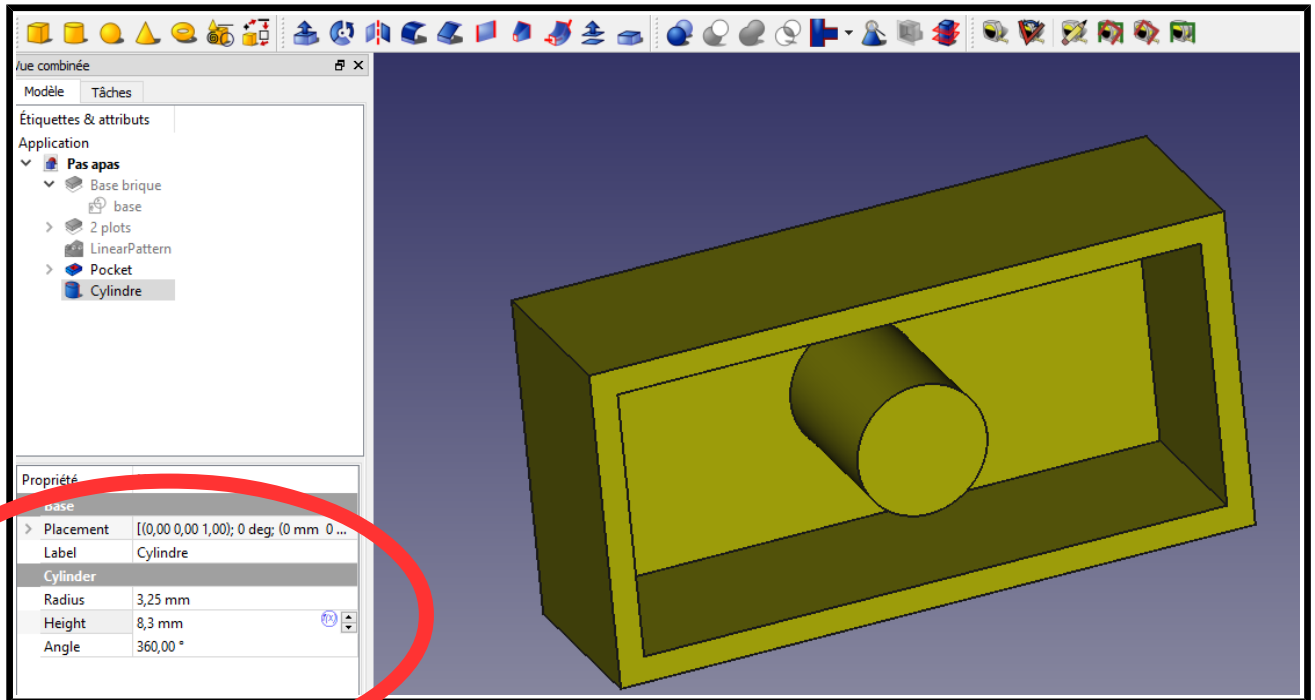 Vue combinée
Modèle Tâches
Étiquettes & attributs
Application
Pas apas
Base brique
base
2 plots
LinearPattern
Pocket
Cylindre
Propriété
Base
Placement [(0,00 0,00 1,00); 0 deg; (0 mm 0 ...
Label Cylindre
Cylinder
Radius 3,25 mm
Height 8,3 mm
Angle 360,00 °